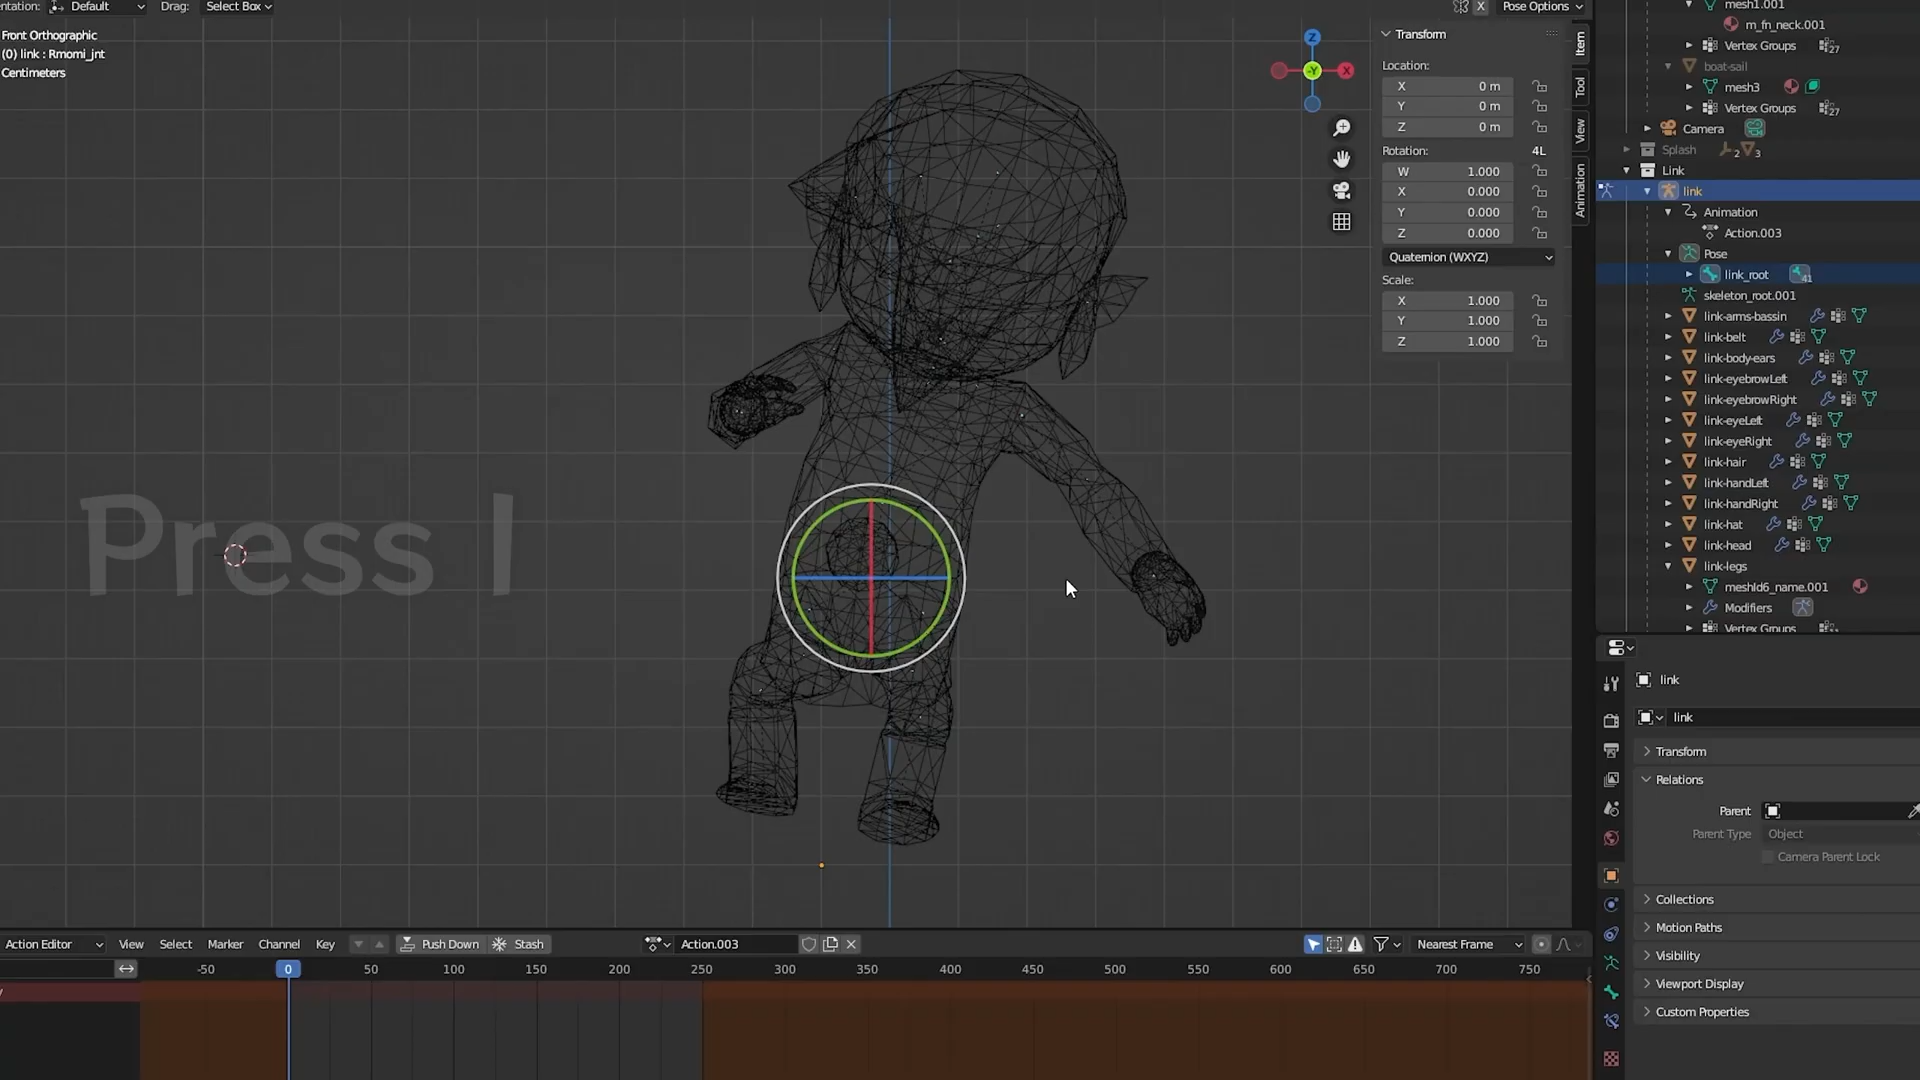 Default
Drag:
Select Box
X
Pose Options
Front Orthographic
(0) link : Rmomi_jnt
Centimeters
Press I
Z
-Y
X
Transform
Location:
X 0 m
Y 0 m
Z 0 m
Rotation: 4L
W 1.000
X 0.000
Y 0.000
Z 0.000
Quaternion (WXYZ)
Scale:
X 1.000
Y 1.000
Z 1.000
Item
Tool
View
Animation
mesh1.001
m_fn_neck.001
Vertex Groups 27
boat-sail
mesh3
Vertex Groups 27
Camera
Splash 2 3
Link
link
Animation
Action.003
Pose
link_root 41
skeleton_root.001
link-arms-bassin
link-belt
link-body-ears
link-eyebrowLeft
link-eyebrowRight
link-eyeLeft
link-eyeRight
link-hair
link-handLeft
link-handRight
link-hat
link-head
link-legs
meshId6_name.001
Modifiers
Vertex Groups
link
link
Transform
Relations
Parent
Parent Type Object
Camera Parent Lock
Collections
Motion Paths
Visibility
Viewport Display
Custom Properties
Action Editor View Select Marker Channel Key Push Down Stash Action.003 Nearest Frame
-50 0 50 100 150 200 250 300 350 400 450 500 550 600 650 700 750